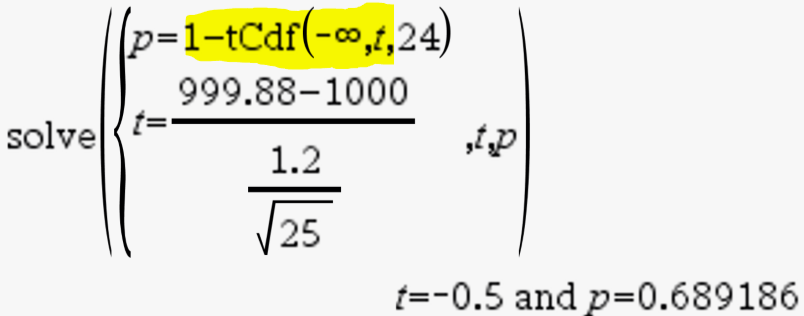 p=1−tCdf(-∞,t,24)
999.88−1000
t=
solve( { ,t,p )
1.2
√25
t=-0.5 and p=0.689186